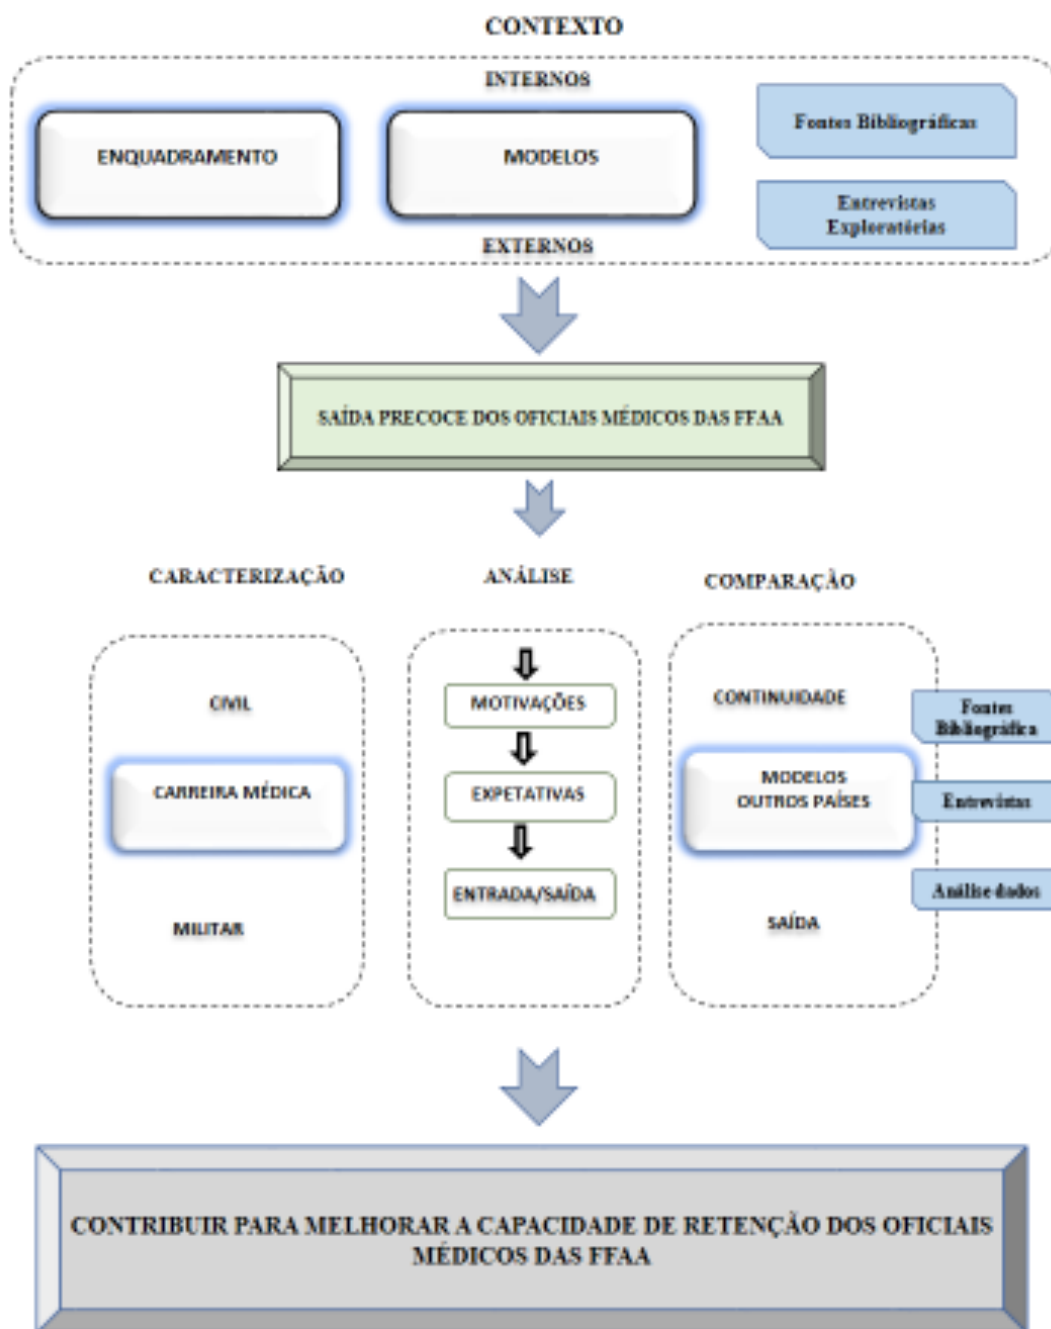 CONTEXTO
INTERNOS
ENQUADRAMENTO
MODELOS
Fontes Bibliográficas
Entrevistas
Exploratórias
EXTERNOS
SAÍDA PRECOCE DOS OFICIAIS MÉDICOS DAS FFAA
CARACTERIZAÇÃO
ANÁLISE
COMPARAÇÃO
CIVIL
CARREIRA MÉDICA
MILITAR
MOTIVAÇÕES
EXPETATIVAS
ENTRADA/SAÍDA
CONTINUIDADE
MODELOS
OUTROS PAÍSES
SAÍDA
Fontes
Bibliográfica
Entrevistas
Análise dados
CONTRIBUIR PARA MELHORAR A CAPACIDADE DE RETENÇÃO DOS OFICIAIS
MÉDICOS DAS FFAA